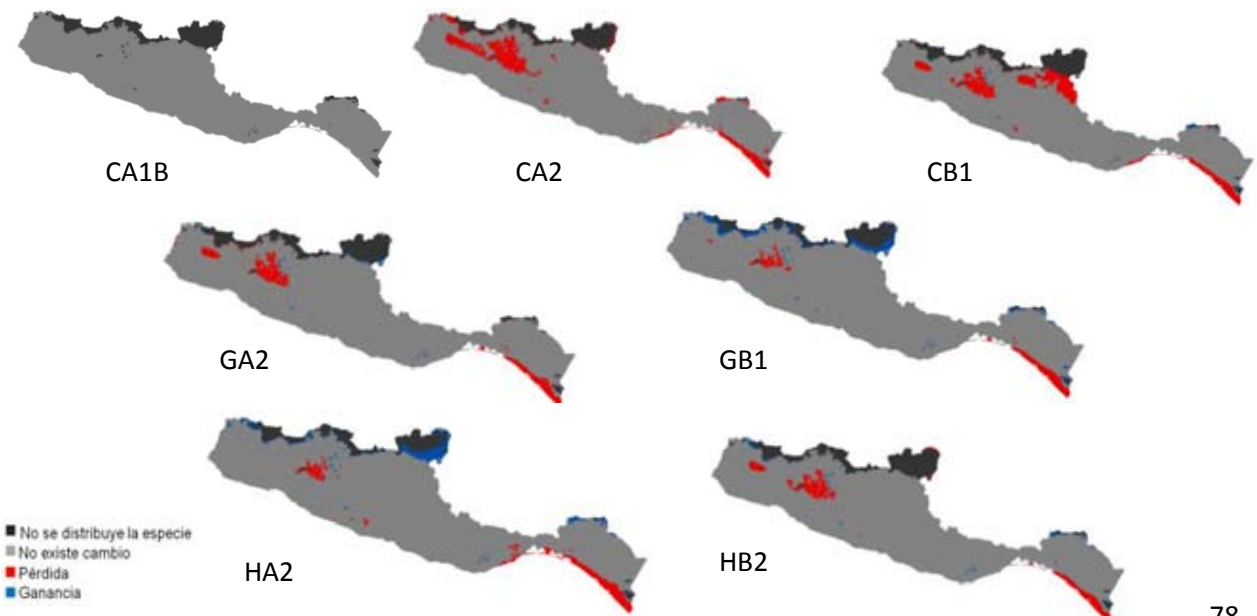 CA1B
CA2
CB1
GA2
GB1
HA2
HB2
No se distribuye la especie
No existe cambio
Pérdida
Ganancia
78